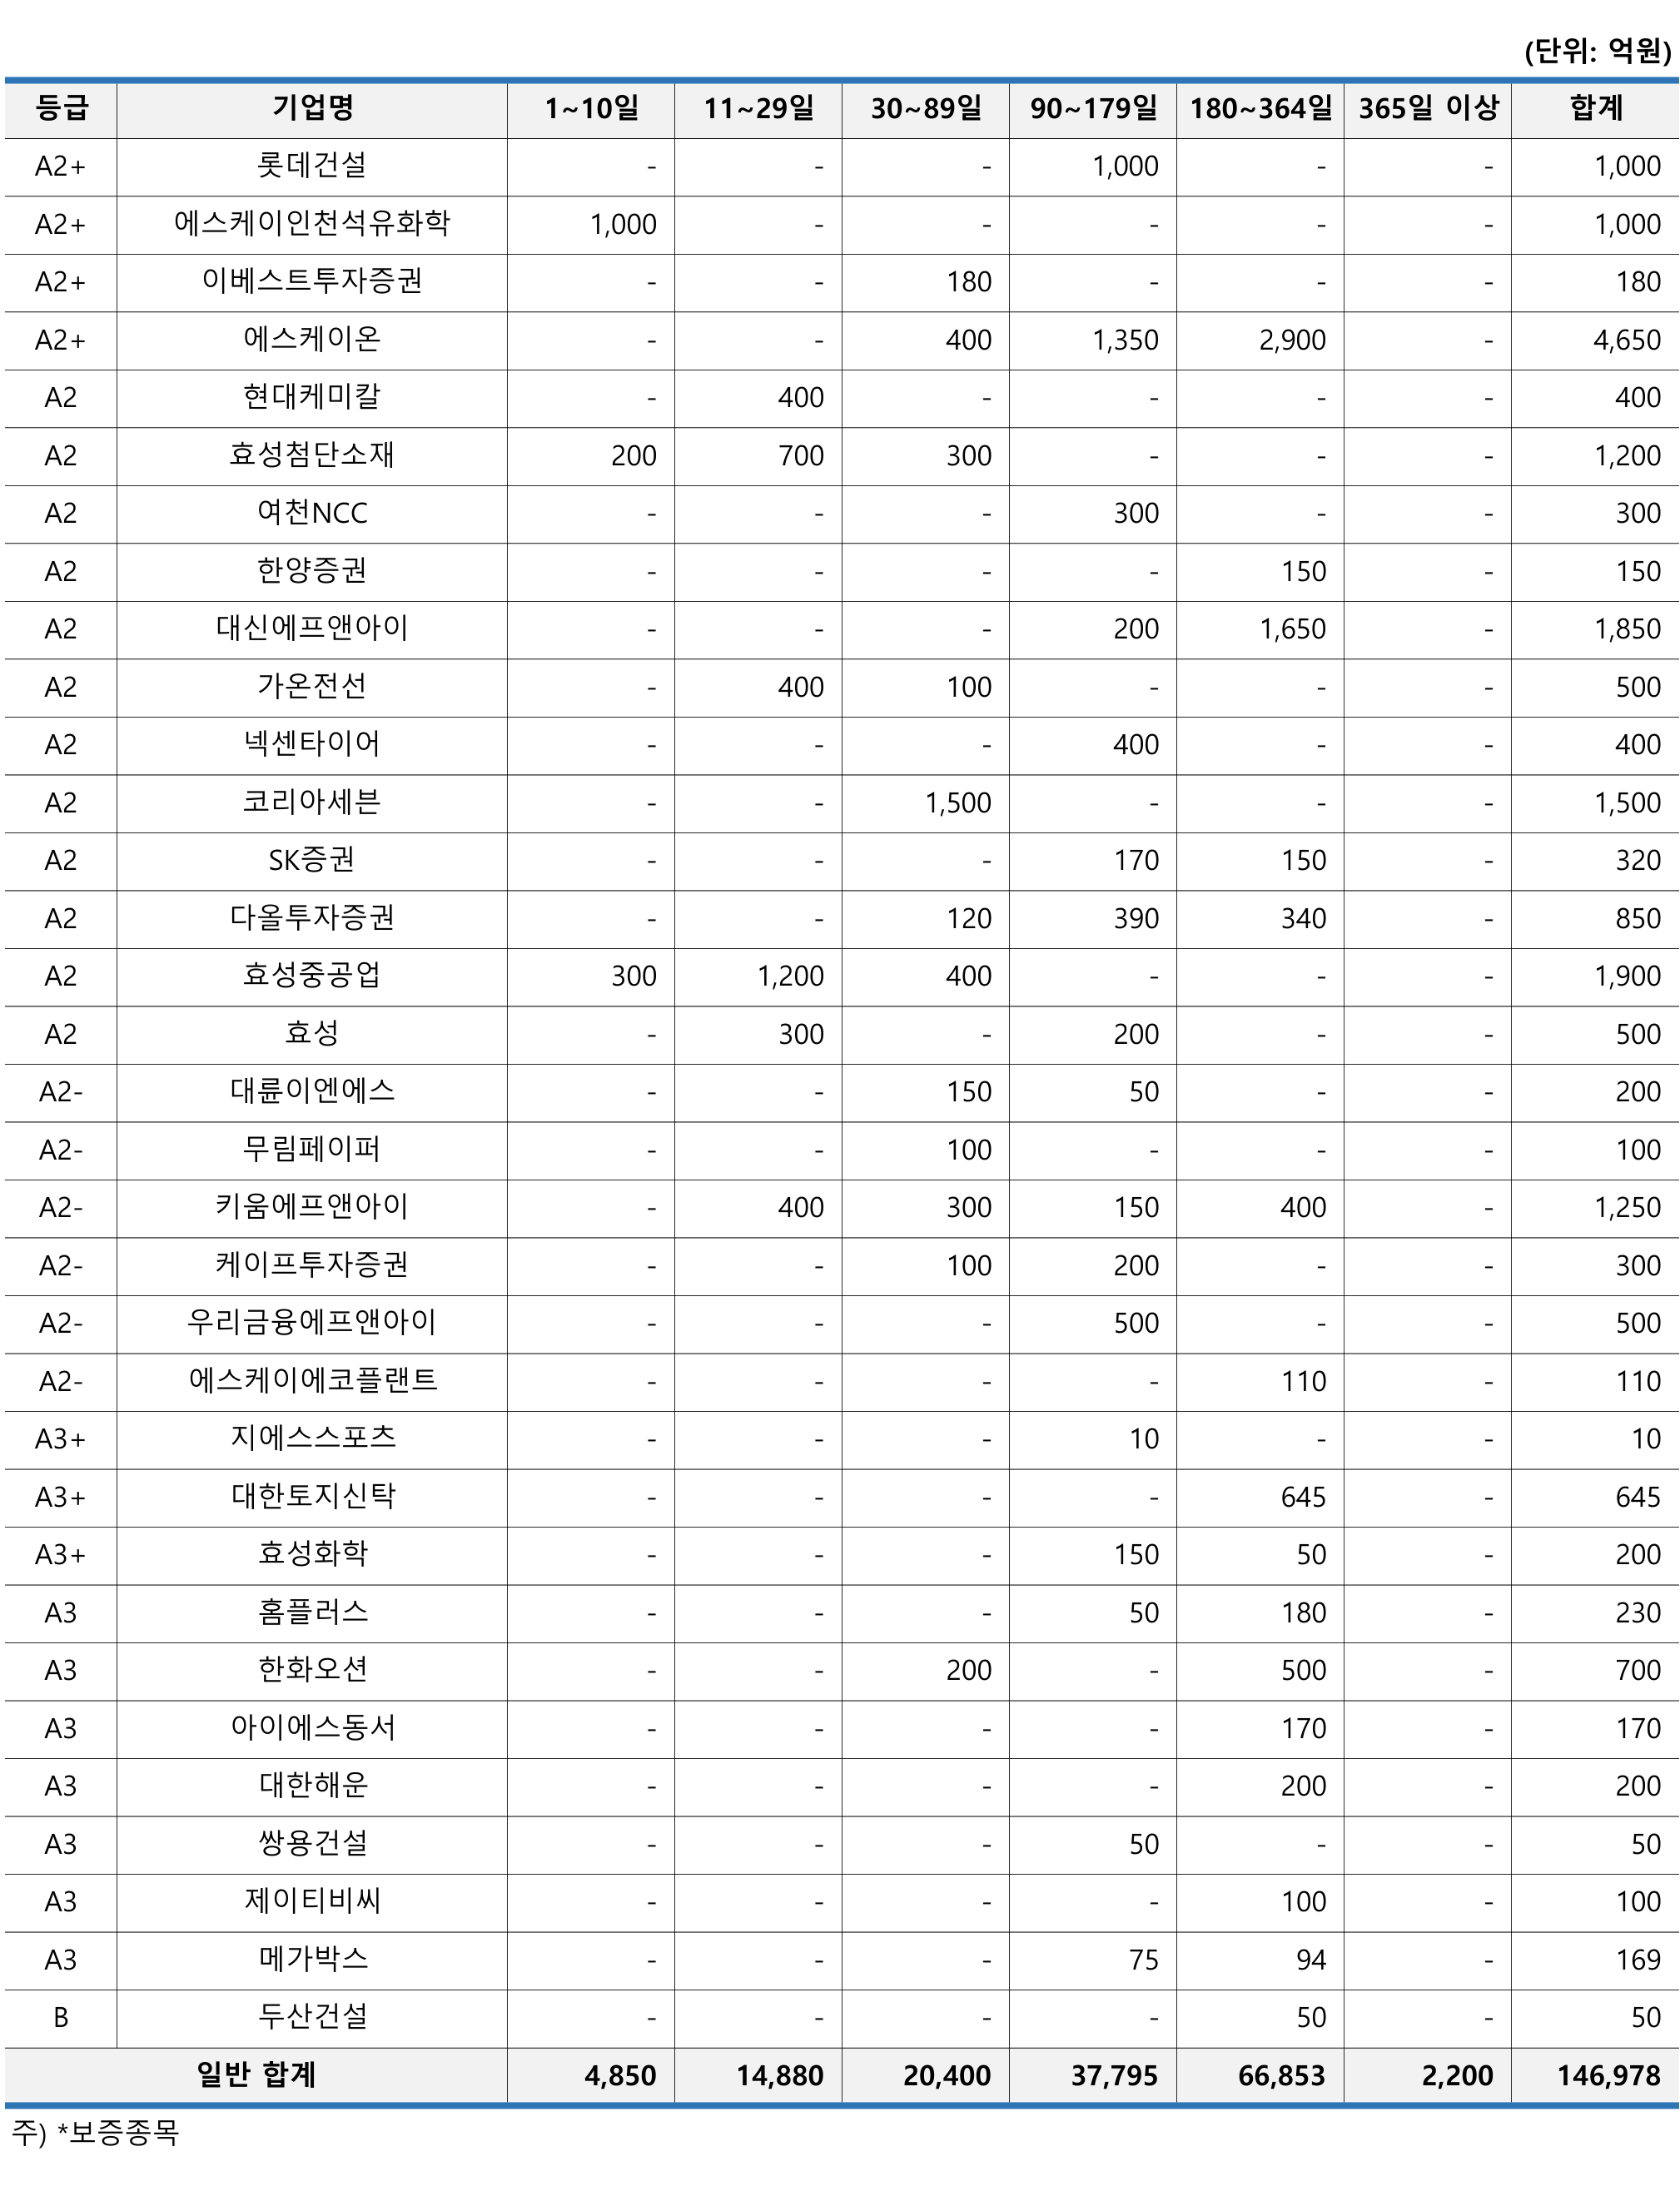 (단위: 억원)
등급 기업명 1~10일 11~29일 30~89일 90~179일 180~364일 365일 이상 합계
A2+ 롯데건설 - - - 1,000 - - 1,000
A2+ 에스케이인천석유화학 1,000 - - - - - 1,000
A2+ 이베스트투자증권 - - 180 - - - 180
A2+ 에스케이온 - - 400 1,350 2,900 - 4,650
A2 현대케미칼 - 400 - - - - 400
A2 효성첨단소재 200 700 300 - - - 1,200
A2 여천NCC - - - 300 - - 300
A2 한양증권 - - - - 150 - 150
A2 대신에프앤아이 - - - 200 1,650 - 1,850
A2 가온전선 - 400 100 - - - 500
A2 넥센타이어 - - - 400 - - 400
A2 코리아세븐 - - 1,500 - - - 1,500
A2 SK증권 - - - 170 150 - 320
A2 다올투자증권 - - 120 390 340 - 850
A2 효성중공업 300 1,200 400 - - - 1,900
A2 효성 - 300 - 200 - - 500
A2- 대륜이엔에스 - - 150 50 - - 200
A2- 무림페이퍼 - - 100 - - - 100
A2- 키움에프앤아이 - 400 300 150 400 - 1,250
A2- 케이프투자증권 - - 100 200 - - 300
A2- 우리금융에프앤아이 - - - 500 - - 500
A2- 에스케이에코플랜트 - - - - 110 - 110
A3+ 지에스스포츠 - - - 10 - - 10
A3+ 대한토지신탁 - - - - 645 - 645
A3+ 효성화학 - - - 150 50 - 200
A3 홈플러스 - - - 50 180 - 230
A3 한화오션 - - 200 - 500 - 700
A3 아이에스동서 - - - - 170 - 170
A3 대한해운 - - - - 200 - 200
A3 쌍용건설 - - - 50 - - 50
A3 제이티비씨 - - - - 100 - 100
A3 메가박스 - - - 75 94 - 169
B 두산건설 - - - - 50 - 50
일반 합계 4,850 14,880 20,400 37,795 66,853 2,200 146,978
주) *보증종목